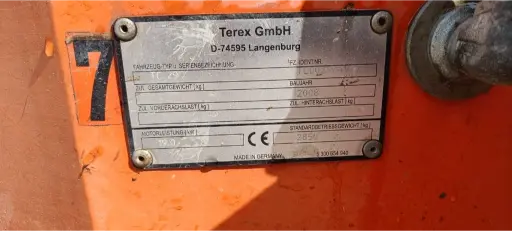 7
Terex GmbH
D-74595 Langenburg
FAHRZEUG-TYP / SERIENBEZEICHNUNG
FZ.IDENT.NR.
BAUJAHR
2008
ZUL. GESAMTGEWICHT [kg]
ZUL. VORDERACHSLAST [kg]
ZUL. HINTERACHSLAST [kg]
MOTORLEISTUNG [kW]
CE
STANDARDBETRIEBSGEWICHT [kg]
MADE IN GERMANY